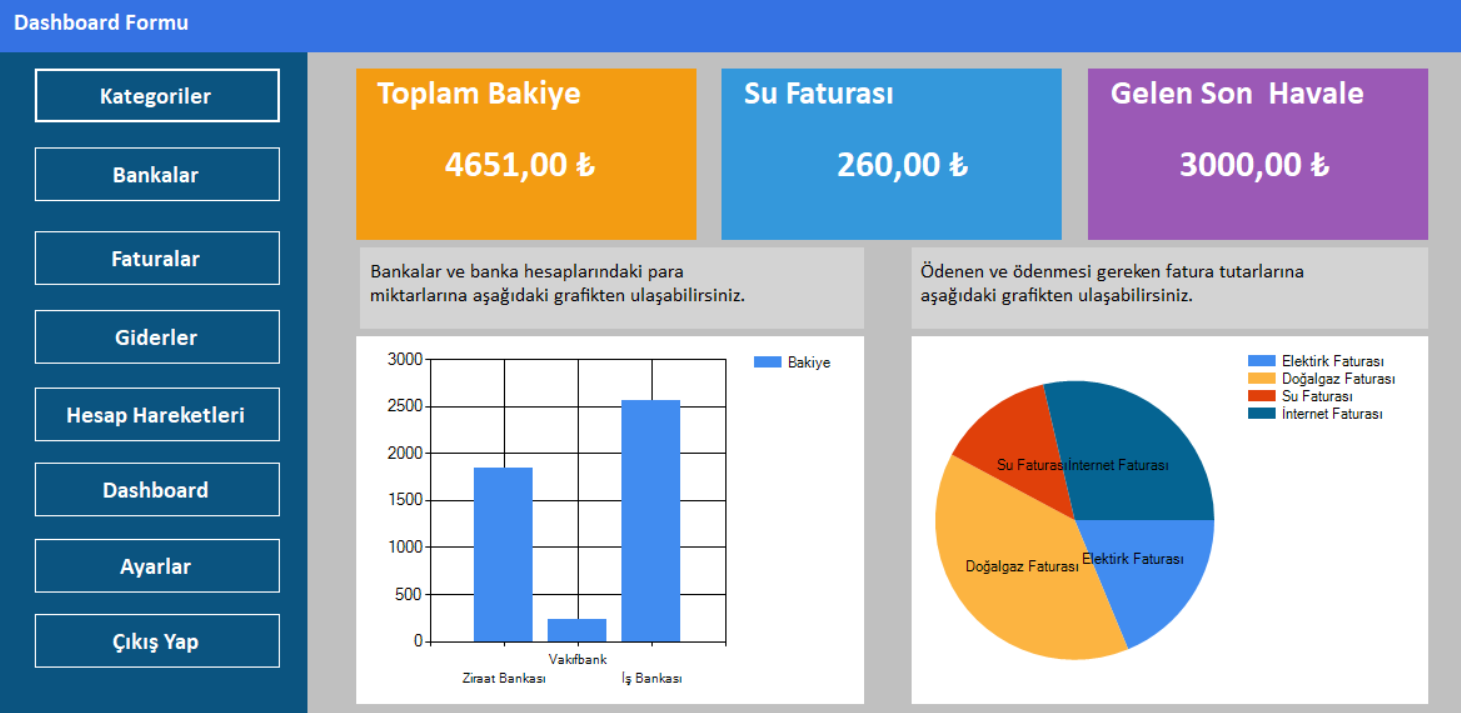 Dashboard Formu
Kategoriler
Bankalar
Faturalar
Giderler
Hesap Hareketleri
Dashboard
Ayarlar
Çıkış Yap
Toplam Bakiye
4651,00 ₺
Su Faturası
260,00 ₺
Gelen Son  Havale
3000,00 ₺
Bankalar ve banka hesaplarındaki para
miktarlarına aşağıdaki grafikten ulaşabilirsiniz.
Ödenen ve ödenmesi gereken fatura tutarlarına
aşağıdaki grafikten ulaşabilirsiniz.
3000
2500
2000
1500
1000
500
0
Vakıfbank
Ziraat Bankası
İş Bankası
Bakiye
Elektirk Faturası
Doğalgaz Faturası
Su Faturası
İnternet Faturası
Su Faturası
İnternet Faturası
Doğalgaz Faturası
Elektirk Faturası